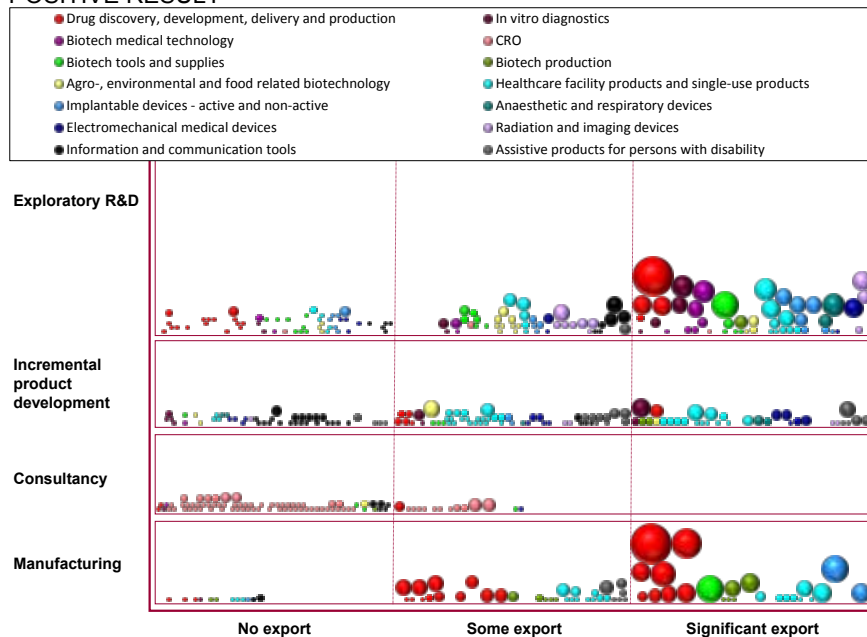 POSITIVE RESULT
Drug discovery, development, delivery and production
In vitro diagnostics
Biotech medical technology
CRO
Biotech tools and supplies
Biotech production
Agro-, environmental and food related biotechnology
Healthcare facility products and single-use products
Implantable devices - active and non-active
Anaesthetic and respiratory devices
Electromechanical medical devices
Radiation and imaging devices
Information and communication tools
Assistive products for persons with disability
Exploratory R&D
Incremental
product
development
Consultancy
Manufacturing
No export
Some export
Significant export